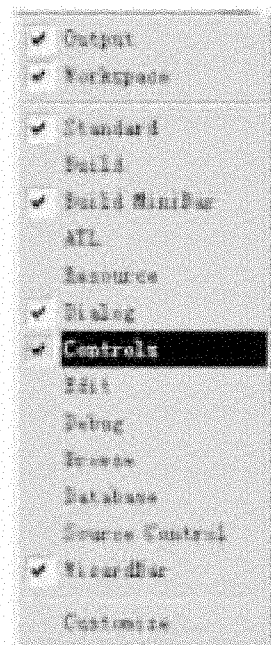 Output
Workspace
Standard
Build
Build MiniBar
ATL
Resource
Dialog
Controls
Edit
Debug
Browse
Database
Source Control
WizardBar
Customize